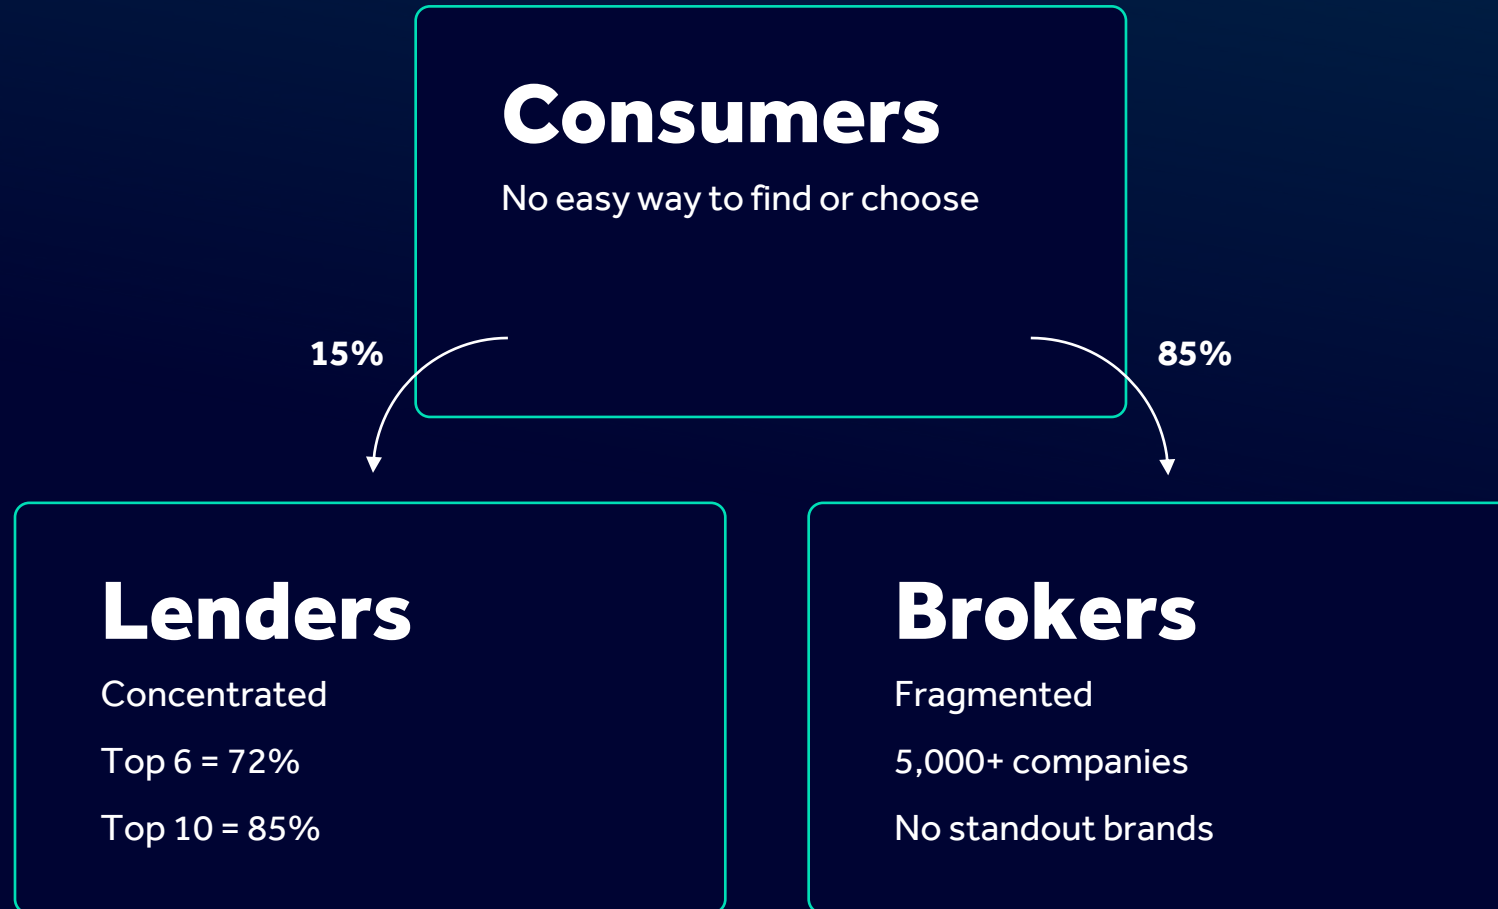 Consumers
No easy way to find or choose
15%
85%
Lenders
Concentrated
Top 6 = 72%
Top 10 = 85%
Brokers
Fragmented
5,000+ companies
No standout brands